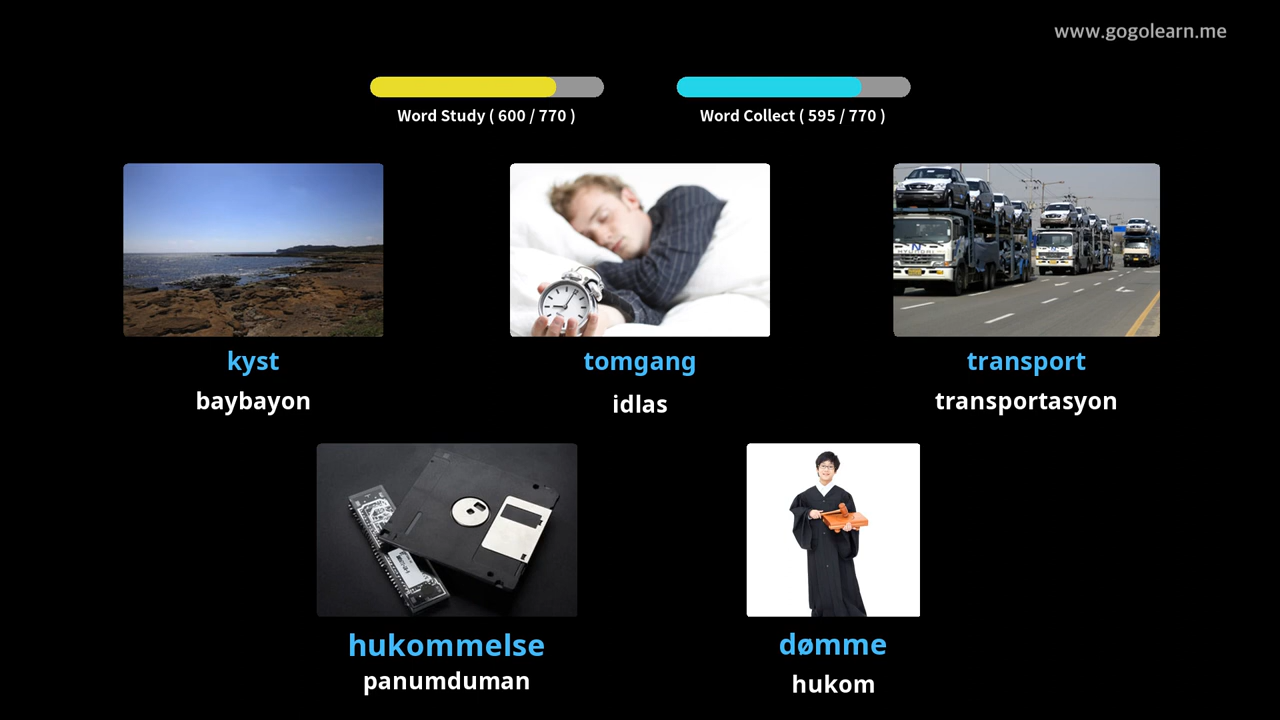 www.gogolearn.me
Word Study ( 600 / 770 )
Word Collect ( 595 / 770 )
kyst
baybayon
tomgang
idlas
transport
transportasyon
hukommelse
panumduman
dømme
hukom